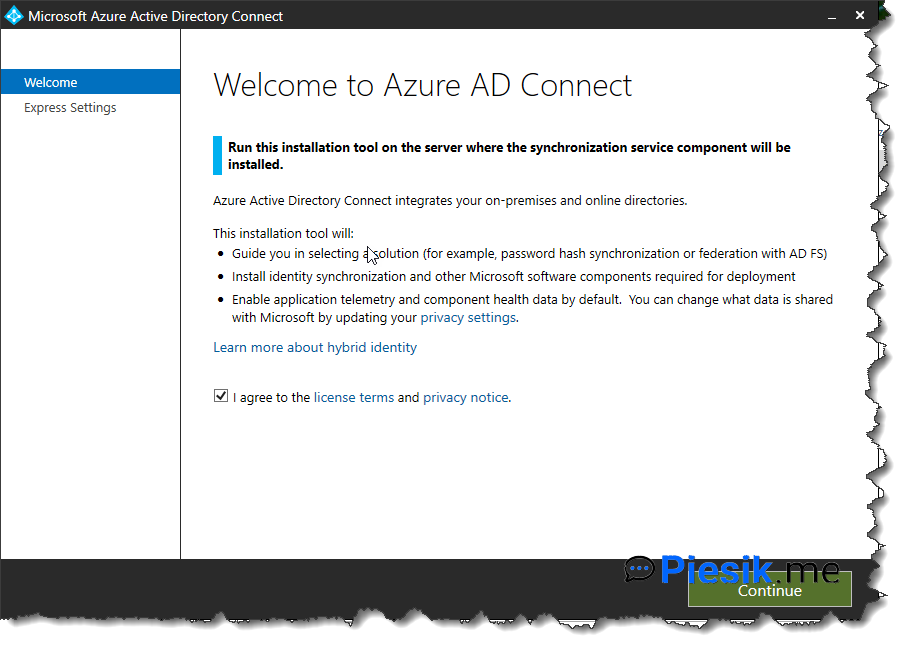 Microsoft Azure Active Directory Connect
Welcome
Express Settings
Welcome to Azure AD Connect
Run this installation tool on the server where the synchronization service component will be
installed.
Azure Active Directory Connect integrates your on-premises and online directories.
This installation tool will:
• Guide you in selecting a solution (for example, password hash synchronization or federation with AD FS)
• Install identity synchronization and other Microsoft software components required for deployment
• Enable application telemetry and component health data by default. You can change what data is shared
with Microsoft by updating your privacy settings.
Learn more about hybrid identity
I agree to the license terms and privacy notice.
Piesik.me
Continue